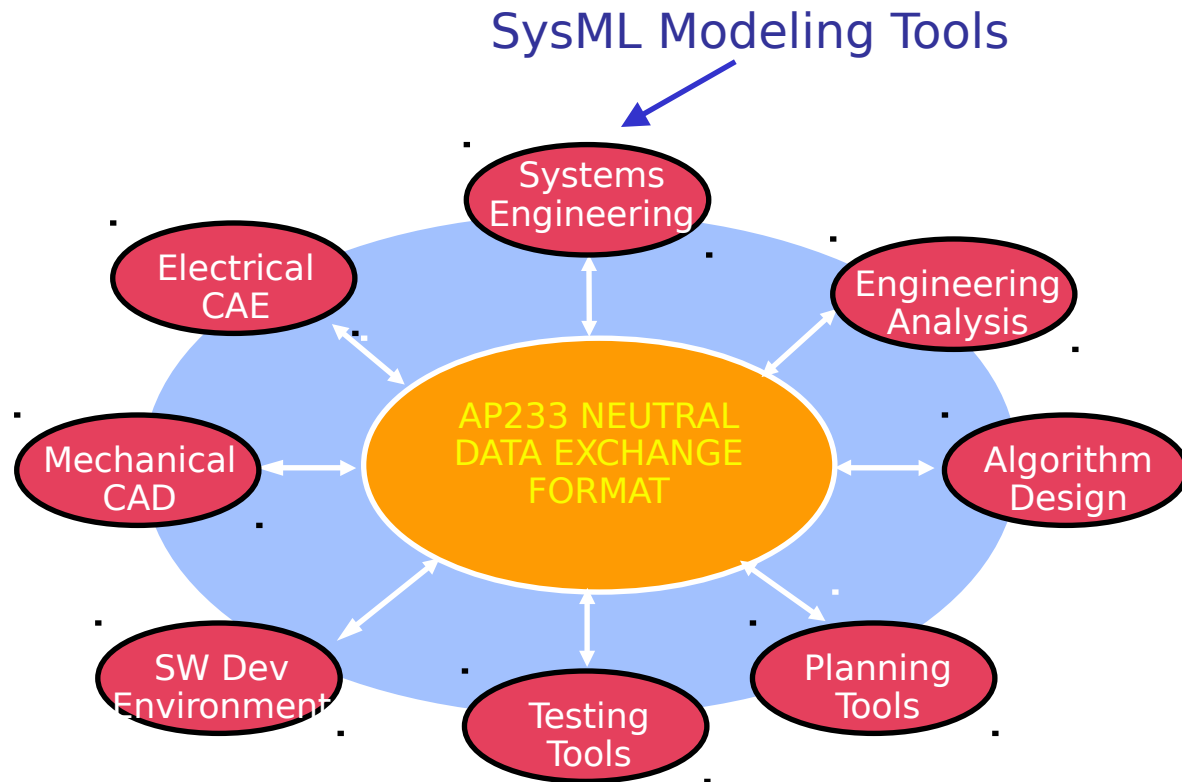 SysML Modeling Tools
Systems
Engineering
Electrical
CAE
Engineering
Analysis
AP233 NEUTRAL
DATA EXCHANGE
FORMAT
Mechanical
CAD
Algorithm
Design
SW Dev
Environment
Testing
Tools
Planning
Tools